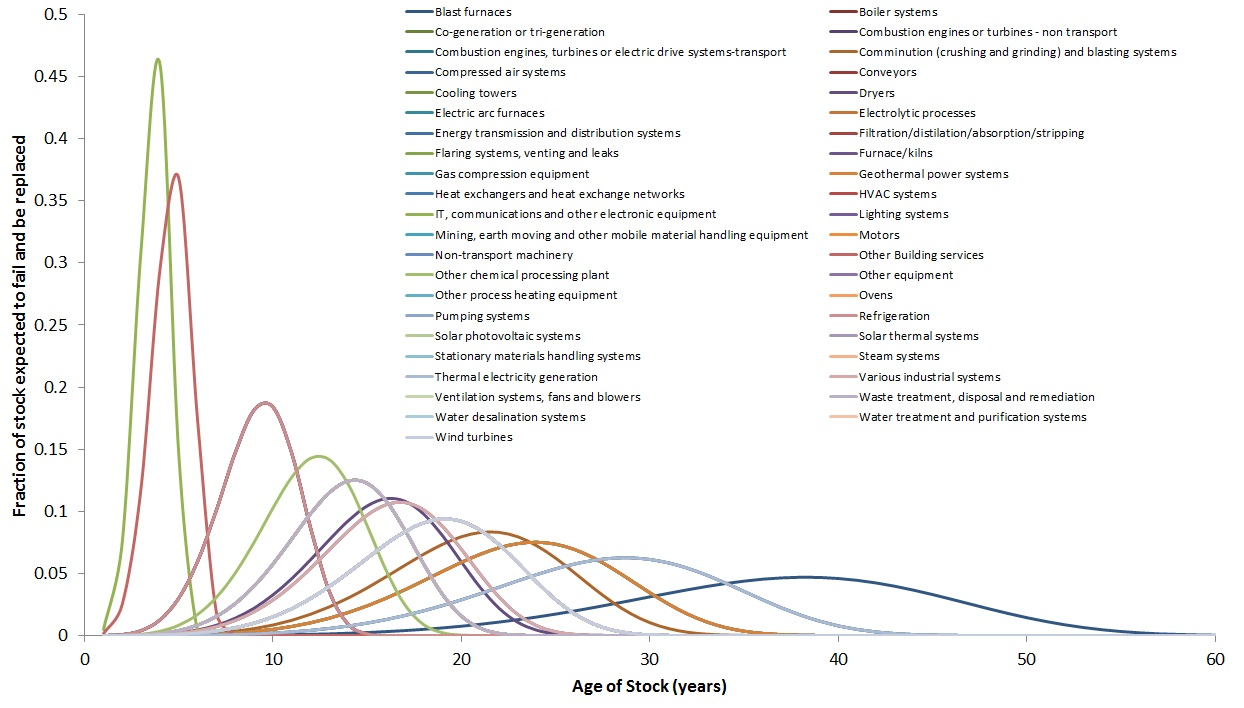 0.5
0.45
0.4
0.35
0.3
0.25
0.2
0.15
0.1
0.05
0
Fraction of stock expected to fail and be replaced
Blast furnaces
Boiler systems
Co-generation or tri-generation
Combustion engines or turbines - non transport
Combustion engines, turbines or electric drive systems-transport
Comminution (crushing and grinding) and blasting systems
Compressed air systems
Conveyors
Cooling towers
Dryers
Electric arc furnaces
Electrolytic processes
Energy transmission and distribution systems
Filtration/distilation/absorption/stripping
Flaring systems, venting and leaks
Furnace/kilns
Gas compression equipment
Geothermal power systems
Heat exchangers and heat exchange networks
HVAC systems
IT, communications and other electronic equipment
Lighting systems
Mining, earth moving and other mobile material handling equipment
Motors
Non-transport machinery
Other Building services
Other chemical processing plant
Other equipment
Other process heating equipment
Ovens
Pumping systems
Refrigeration
Solar photovoltaic systems
Solar thermal systems
Stationary materials handling systems
Steam systems
Thermal electricity generation
Various industrial systems
Ventilation systems, fans and blowers
Waste treatment, disposal and remediation
Water desalination systems
Water treatment and purification systems
Wind turbines
0 10 20 30 40 50 60
Age of Stock (years)